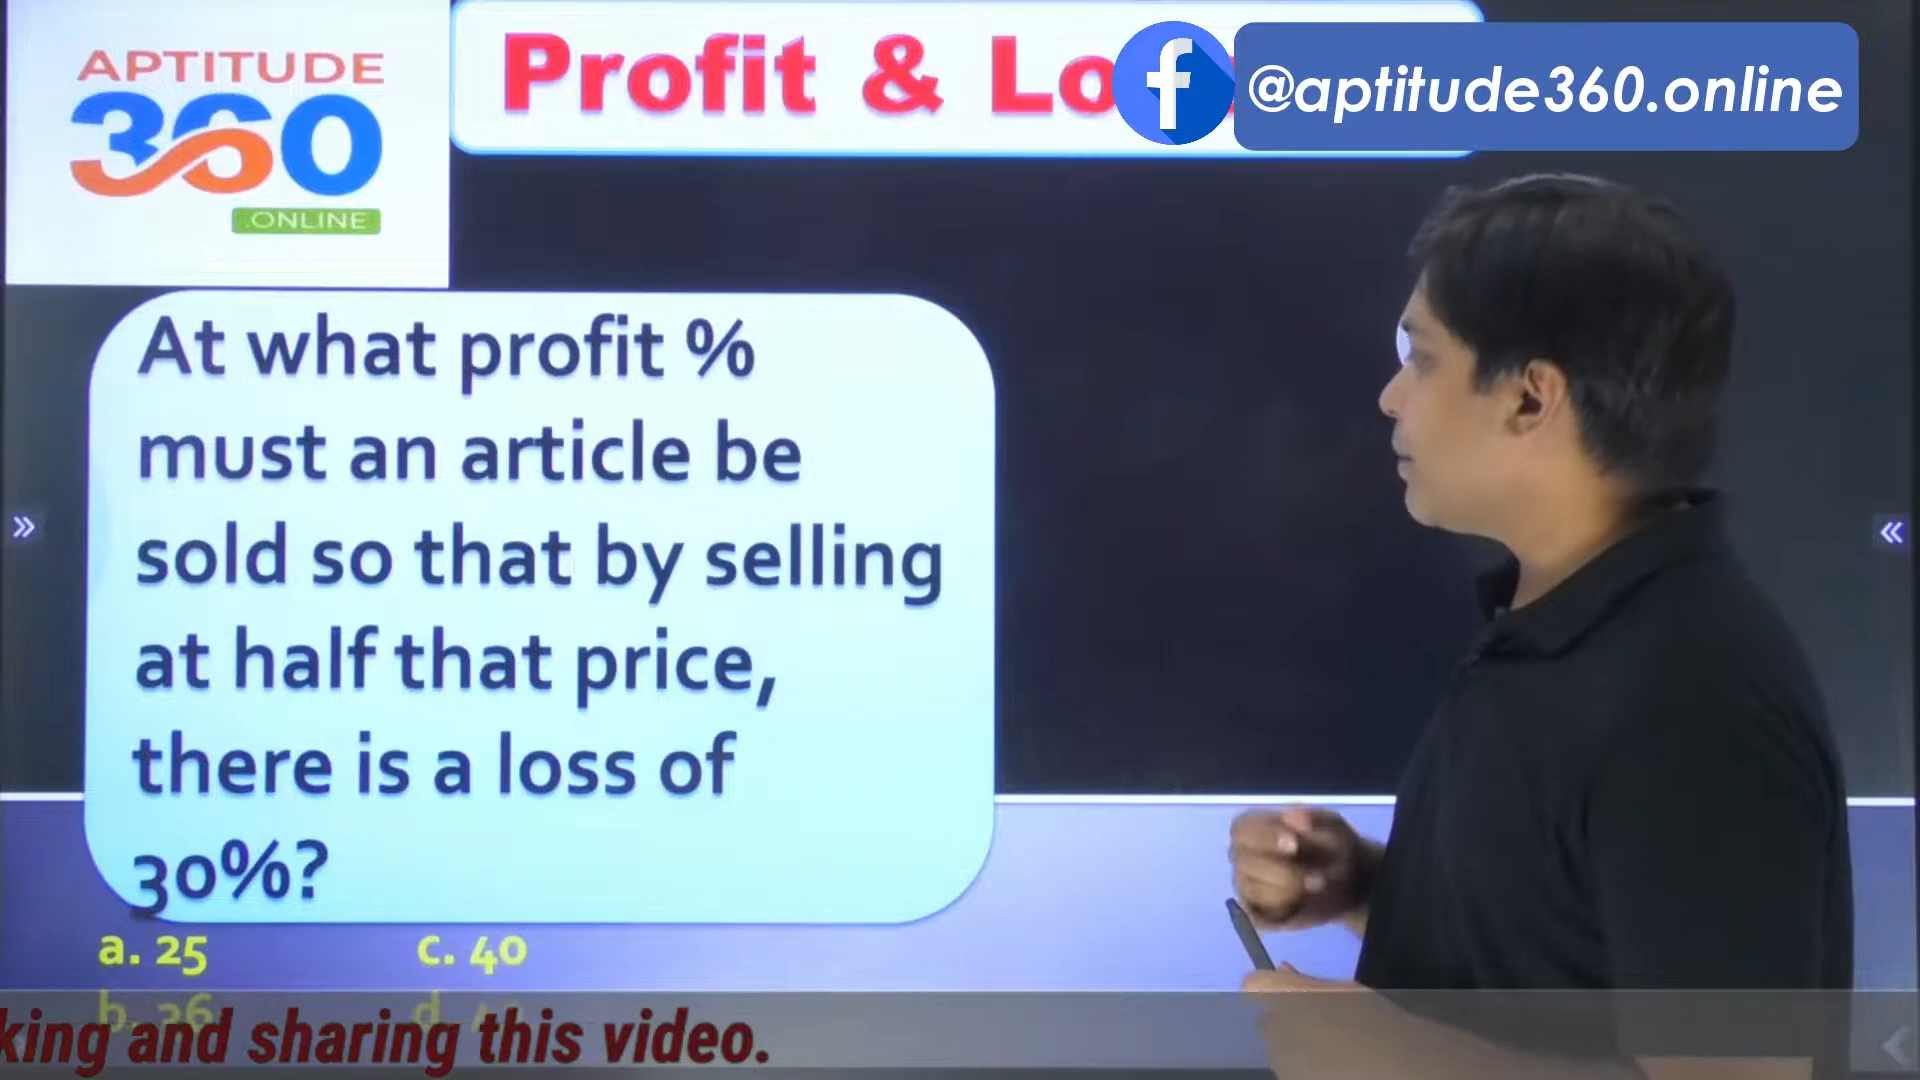 APTITUDE
360
.ONLINE
Profit & Lo
@aptitude360.online
At what profit %
must an article be
sold so that by selling
at half that price,
there is a loss of
30%?
a. 25
c. 40
b. 36
d.
king and sharing this video.